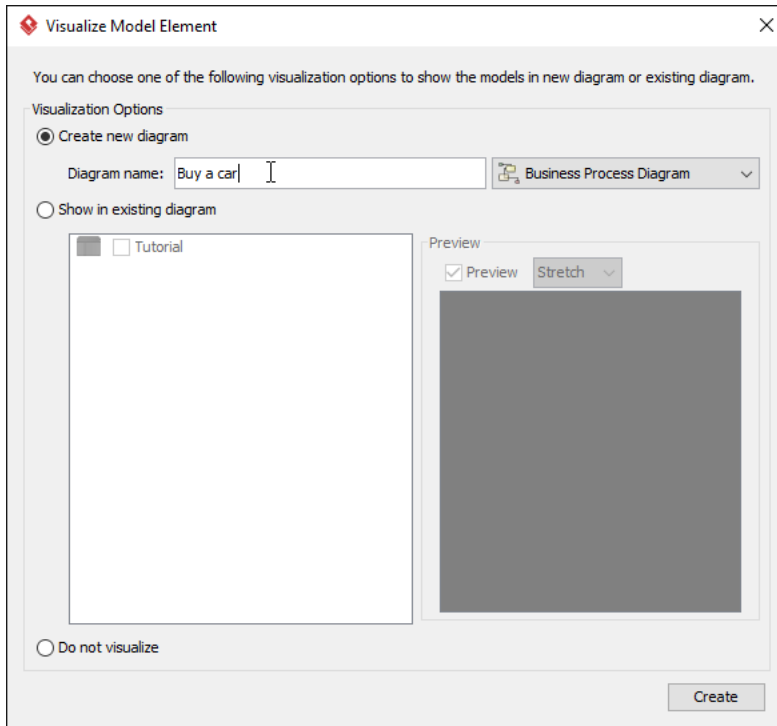 Visualize Model Element
You can choose one of the following visualization options to show the models in new diagram or existing diagram.
Visualization Options
Create new diagram
Diagram name: Buy a car Business Process Diagram
Show in existing diagram
Tutorial
Preview
Preview Stretch
Do not visualize
Create